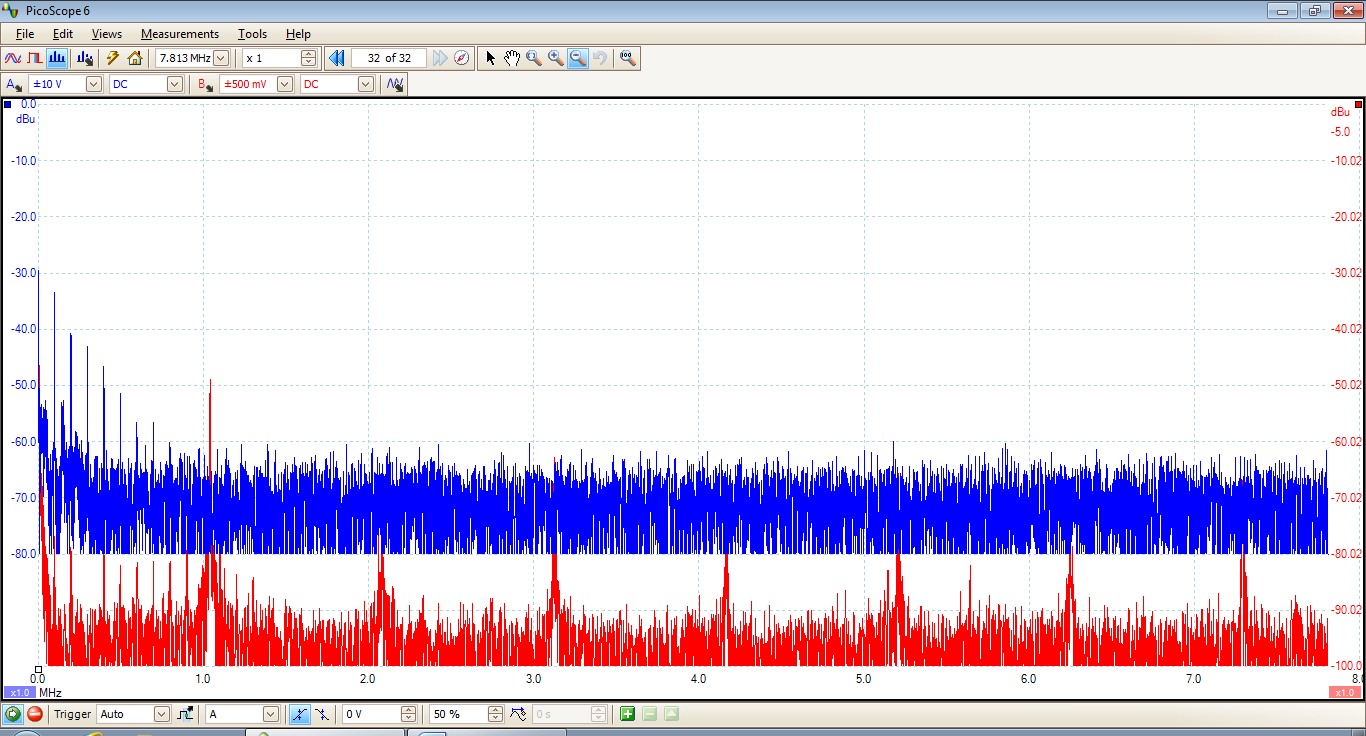 PicoScope 6
File Edit Views Measurements Tools Help
7.813 MHz x 1 32 of 32
A ±10 V DC B ±500 mV DC
0.0
dBu
-10.0
-20.0
-30.0
-40.0
-50.0
-60.0
-70.0
-80.0
dBu
-5.0
-10.02
-20.02
-30.02
-40.02
-50.02
-60.02
-70.02
-80.02
-90.02
-100.0
0.0 1.0 2.0 3.0 4.0 5.0 6.0 7.0 8.0
x1.0 MHz x1.0
Trigger Auto A 0 V 50 % 0 s